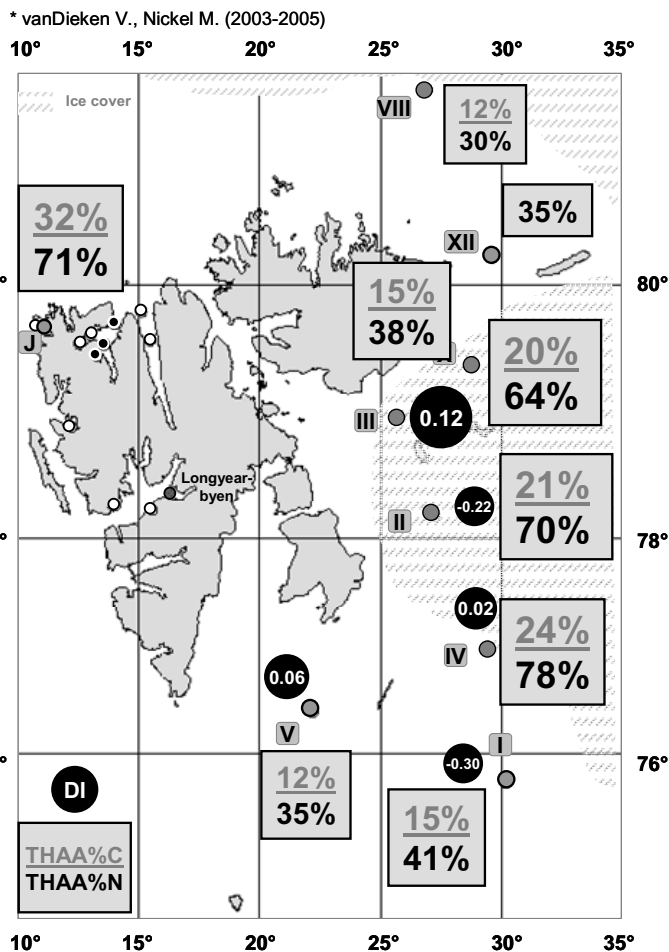 * vanDieken V., Nickel M. (2003-2005)
10° 15° 20° 25° 30° 35°
Ice cover
VIII
12%
30%
32%
71%
35%
XII
80°
15%
38%
J
20%
64%
III
0.12
Longyear-
byen
21%
70%
II
-0.22
78°
0.02
24%
78%
IV
0.06
V
I
76°
-0.30
DI
12%
35%
15%
41%
THAA%C
THAA%N
10° 15° 20° 25° 30° 35°